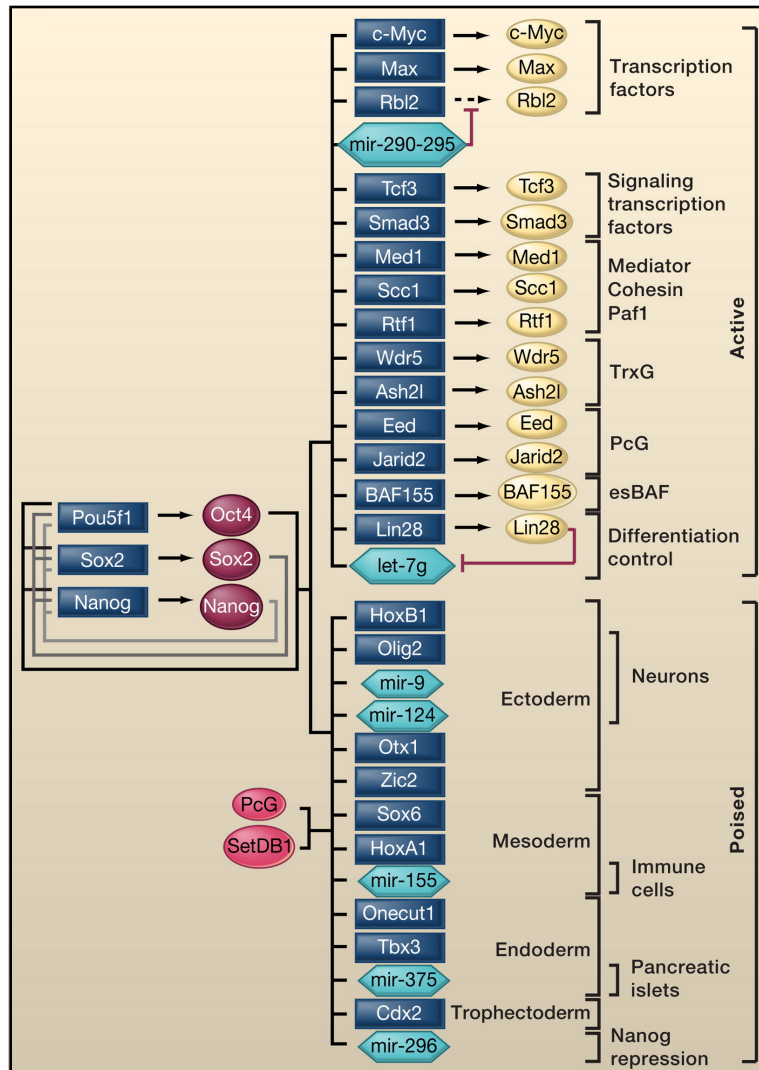 c-Myc c-Myc
Max Max
Rbl2 Rbl2
Transcription
factors
mir-290-295
Tcf3 Tcf3
Smad3 Smad3
Signaling
transcription
factors
Med1 Med1
Scc1 Scc1
Rtf1 Rtf1
Mediator
Cohesin
Paf1
Wdr5 Wdr5
Ash2l Ash2l
TrxG
Eed Eed
Jarid2 Jarid2
PcG
BAF155 BAF155 esBAF
Lin28 Lin28
let-7g
Differentiation
control
Active
Pou5f1 Oct4
Sox2 Sox2
Nanog Nanog
HoxB1
Olig2
mir-9
mir-124
Neurons
Otx1
Zic2
Ectoderm
PcG
SetDB1
Sox6
HoxA1
mir-155
Mesoderm
Immune
cells
Onecut1
Tbx3
mir-375
Endoderm
Pancreatic
islets
Cdx2 Trophectoderm
mir-296
Nanog
repression
Poised